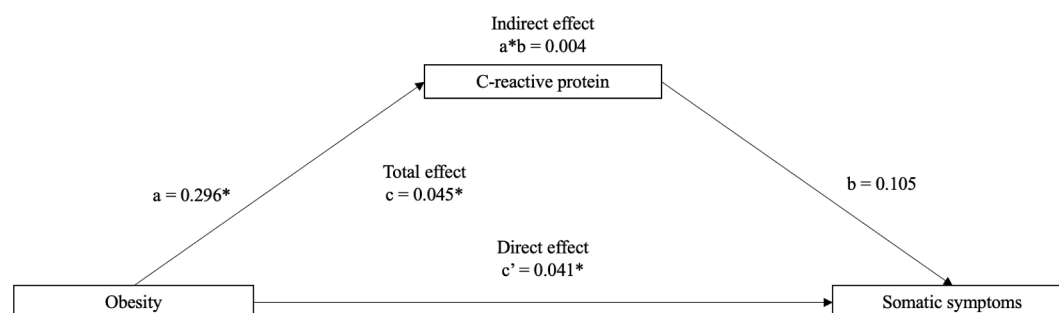 Indirect effect
a*b = 0.004
C-reactive protein
Total effect
c = 0.045*
a = 0.296*
b = 0.105
Direct effect
c’ = 0.041*
Obesity
Somatic symptoms